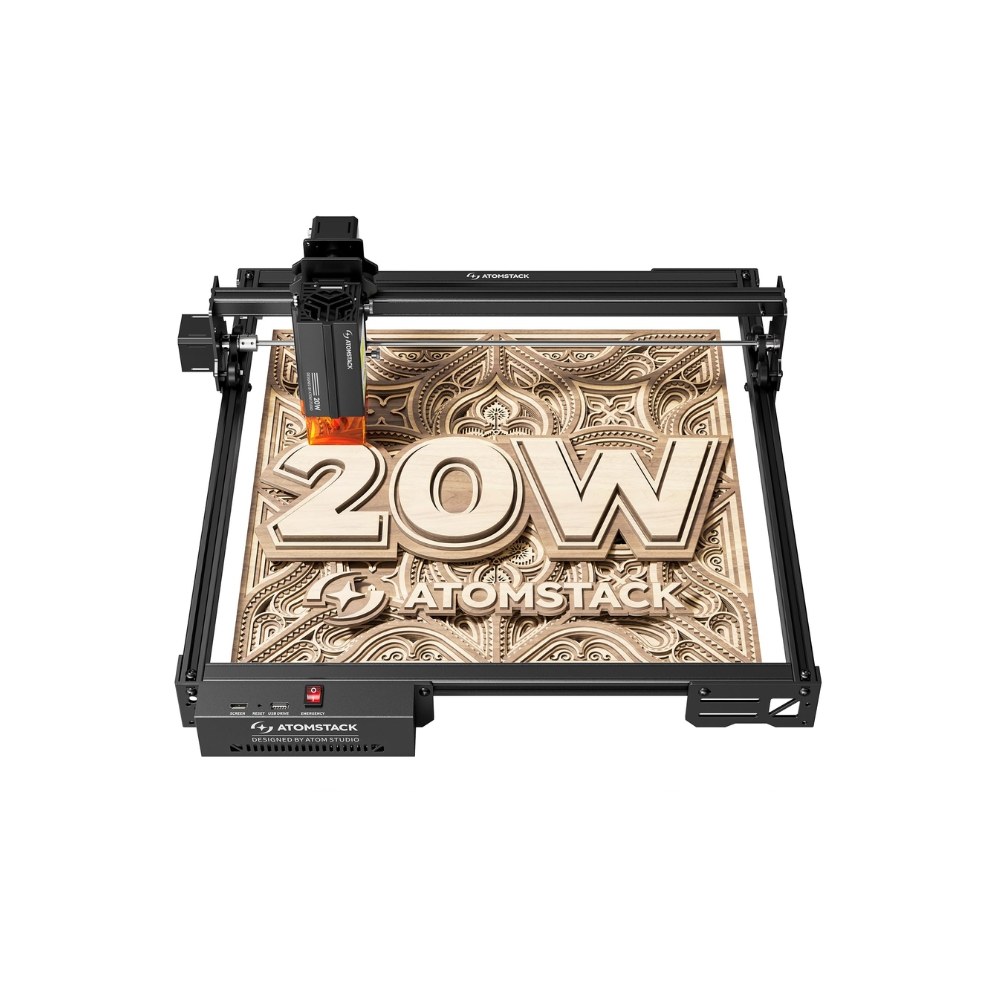 ATOMSTACK
ATOMSTACK
20W
20W
ATOMSTACK
SCREEN RESET USB DRIVE EMERGENCY
ATOMSTACK
DESIGNED BY ATOM STUDIO